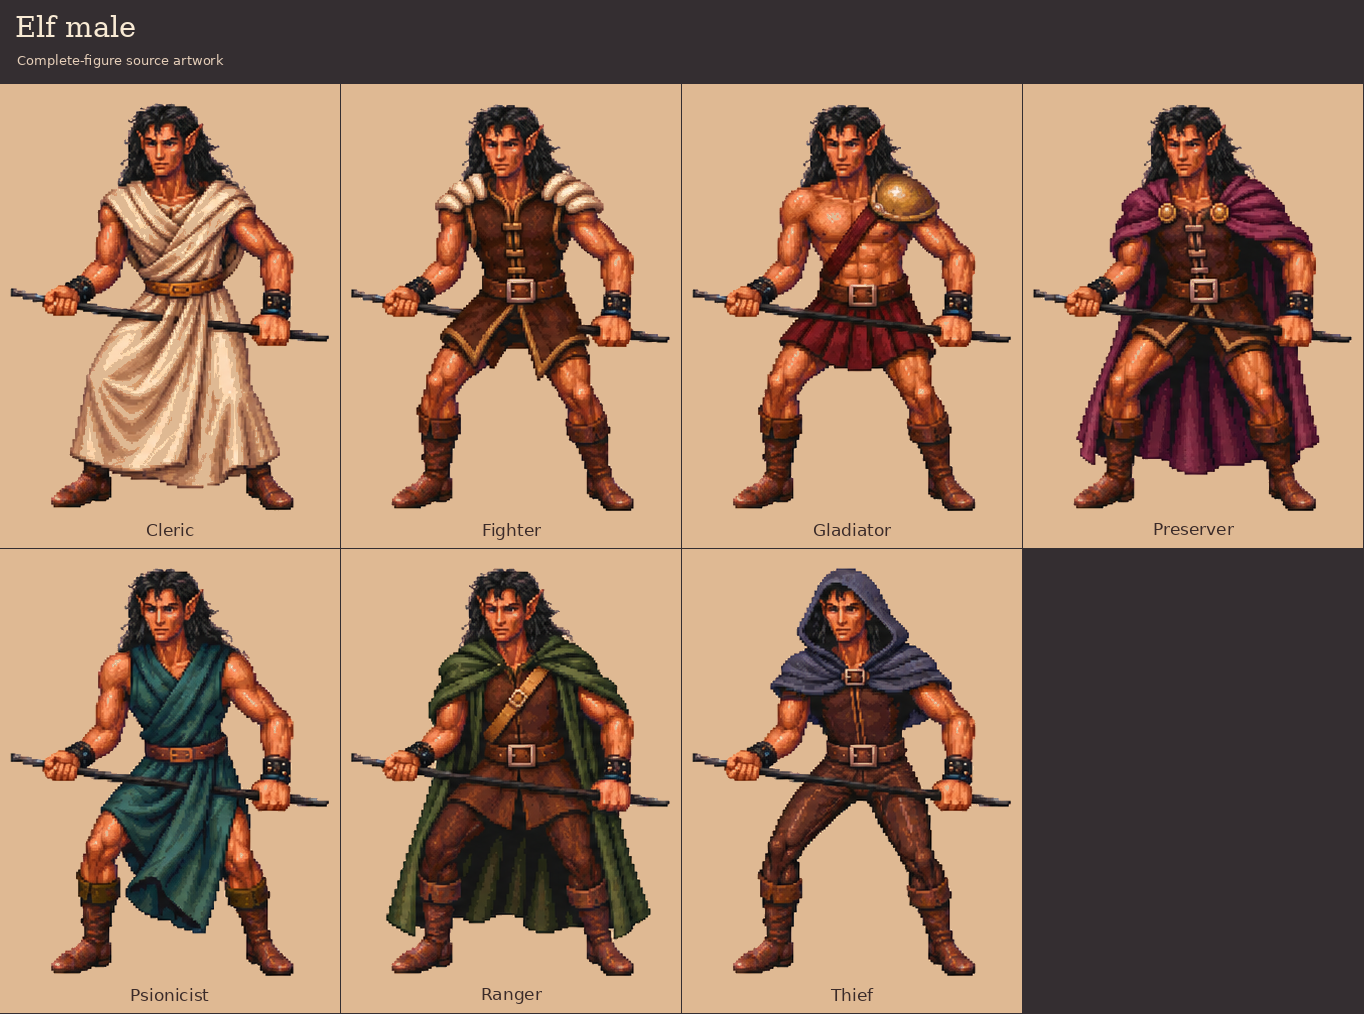 Elf male
Complete-figure source artwork
Cleric
Fighter
Gladiator
Preserver
Psionicist
Ranger
Thief